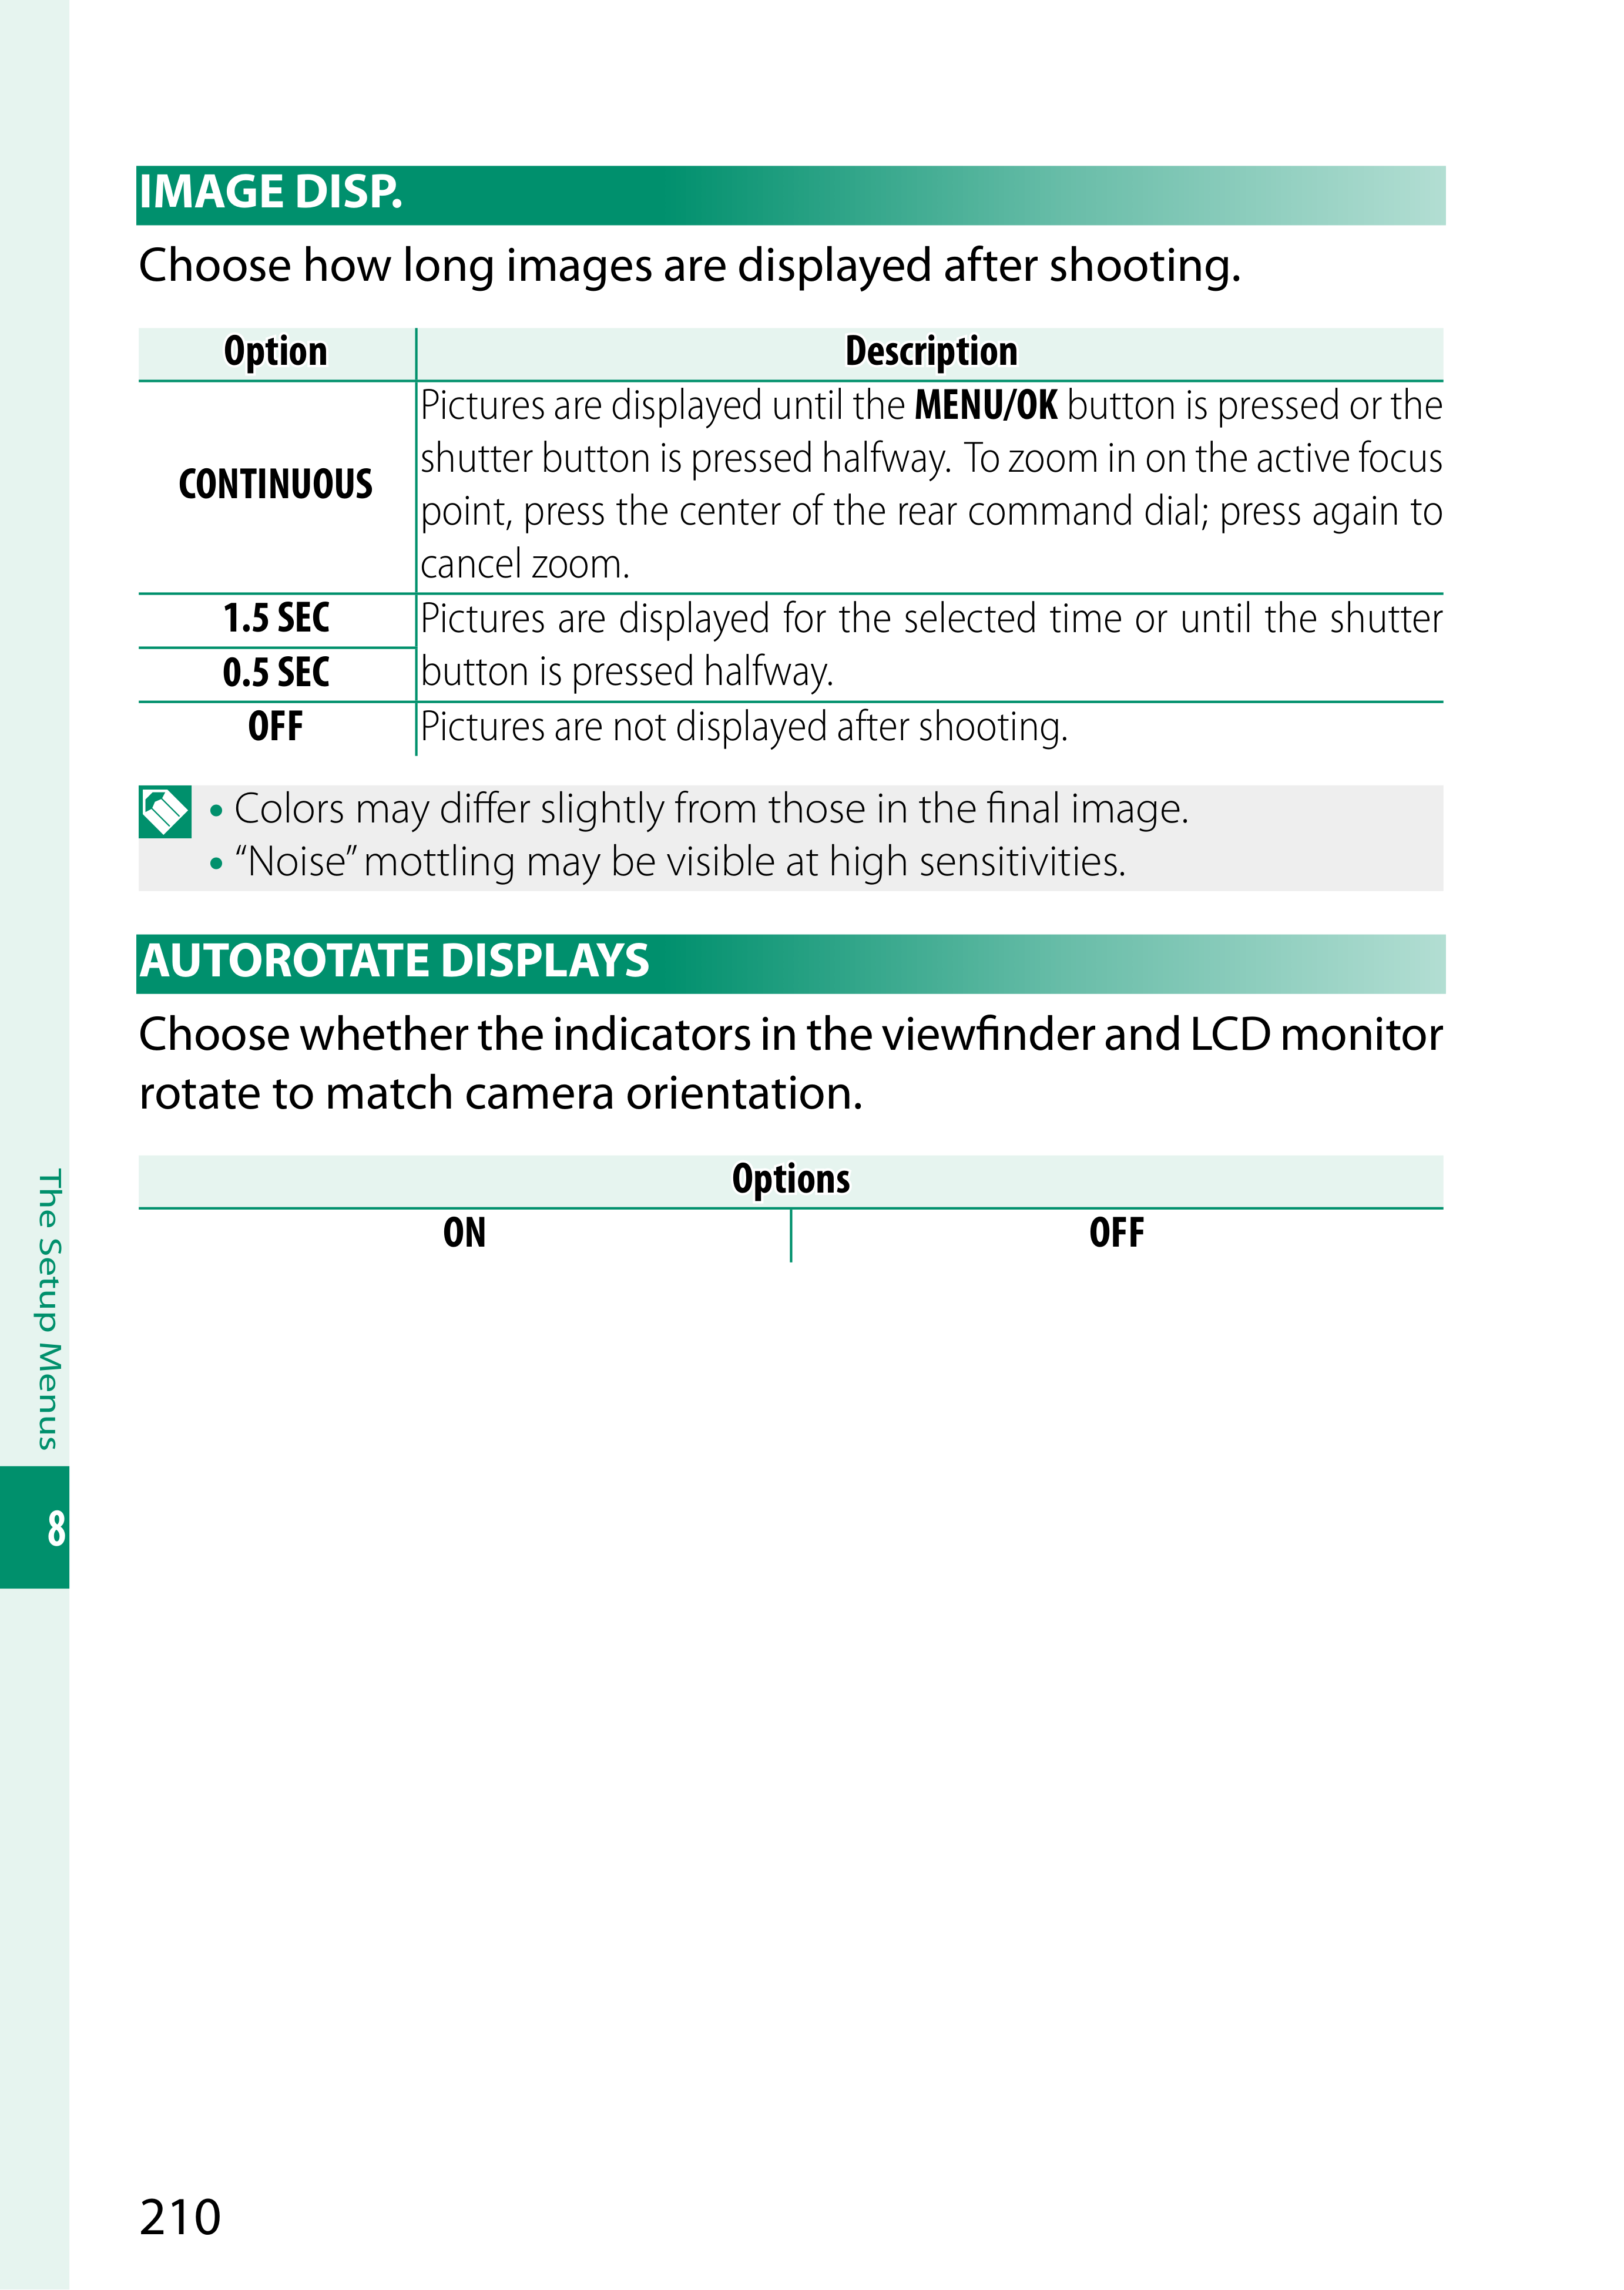 IMAGE DISP.
Choose how long images are displayed after shooting.
Option Description
CONTINUOUS
Pictures are displayed until the MENU/OK button is pressed or the
shutter button is pressed halfway. To zoom in on the active focus
point, press the center of the rear command dial; press again to
cancel zoom.
1.5 SEC
0.5 SEC
Pictures are displayed for the selected time or until the shutter
button is pressed halfway.
OFF Pictures are not displayed after shooting.
• Colors may differ slightly from those in the final image.
• “Noise” mottling may be visible at high sensitivities.
AUTOROTATE DISPLAYS
Choose whether the indicators in the viewfinder and LCD monitor
rotate to match camera orientation.
Options
ON OFF
The Setup Menus
8
210